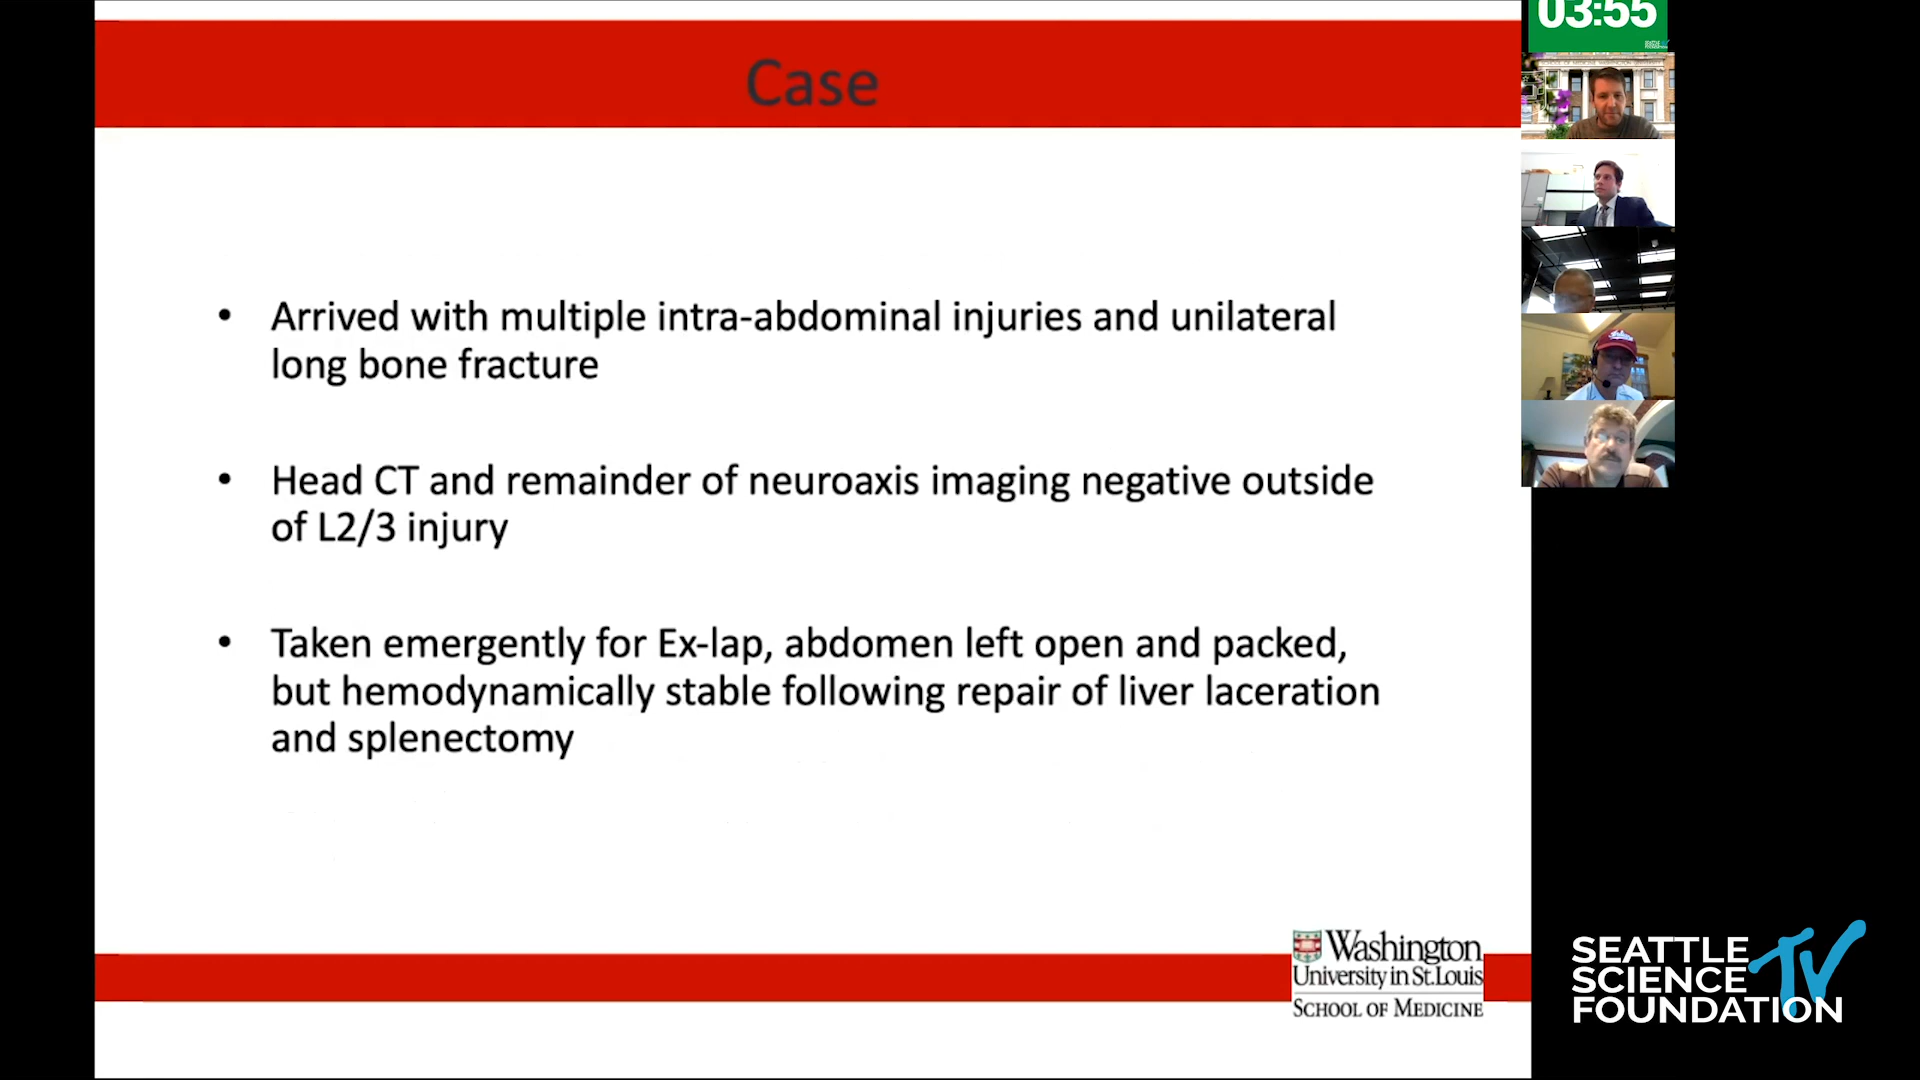 03:55
Case
• Arrived with multiple intra-abdominal injuries and unilateral
long bone fracture
• Head CT and remainder of neuroaxis imaging negative outside
of L2/3 injury
• Taken emergently for Ex-lap, abdomen left open and packed,
but hemodynamically stable following repair of liver laceration
and splenectomy
Washington
University in St. Louis
SCHOOL OF MEDICINE
SEATTLE
SCIENCE
FOUNDATION
TV